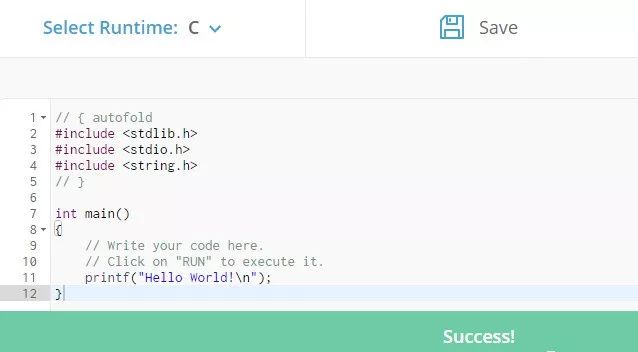 Select Runtime: C Save
1 // { autofold
2 #include <stdlib.h>
3 #include <stdio.h>
4 #include <string.h>
5 // }
6
7 int main()
8 {
9 // Write your code here.
10 // Click on "RUN" to execute it.
11 printf("Hello World!\n");
12 }
Success!